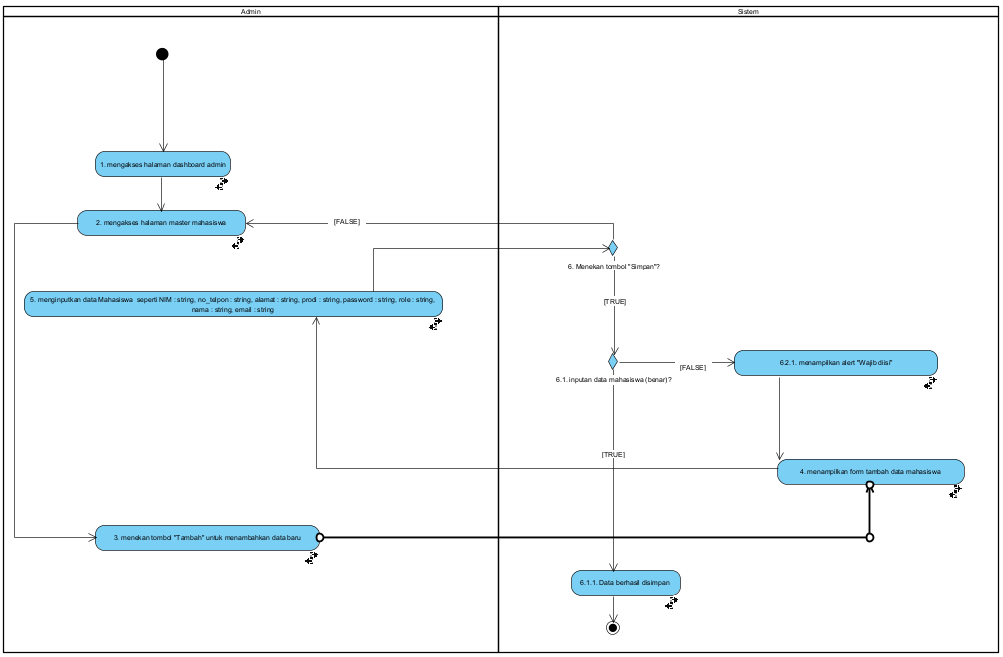 Admin
Sistem
1. mengakses halaman dashboard admin
2. mengakses halaman master mahasiswa
[FALSE]
6. Menekan tombol "Simpan"?
5. menginputkan data Mahasiswa seperti NIM : string, no_telpon : string, alamat : string, prodi : string, password : string, role : string,
nama : string, email : string
[TRUE]
6.1. inputan data mahasiswa (benar)?
[FALSE]
6.2.1. menampilkan alert "Wajib diisi"
[TRUE]
4. menampilkan form tambah data mahasiswa
3. menekan tombol "Tambah" untuk menambahkan data baru
6.1.1. Data berhasil disimpan